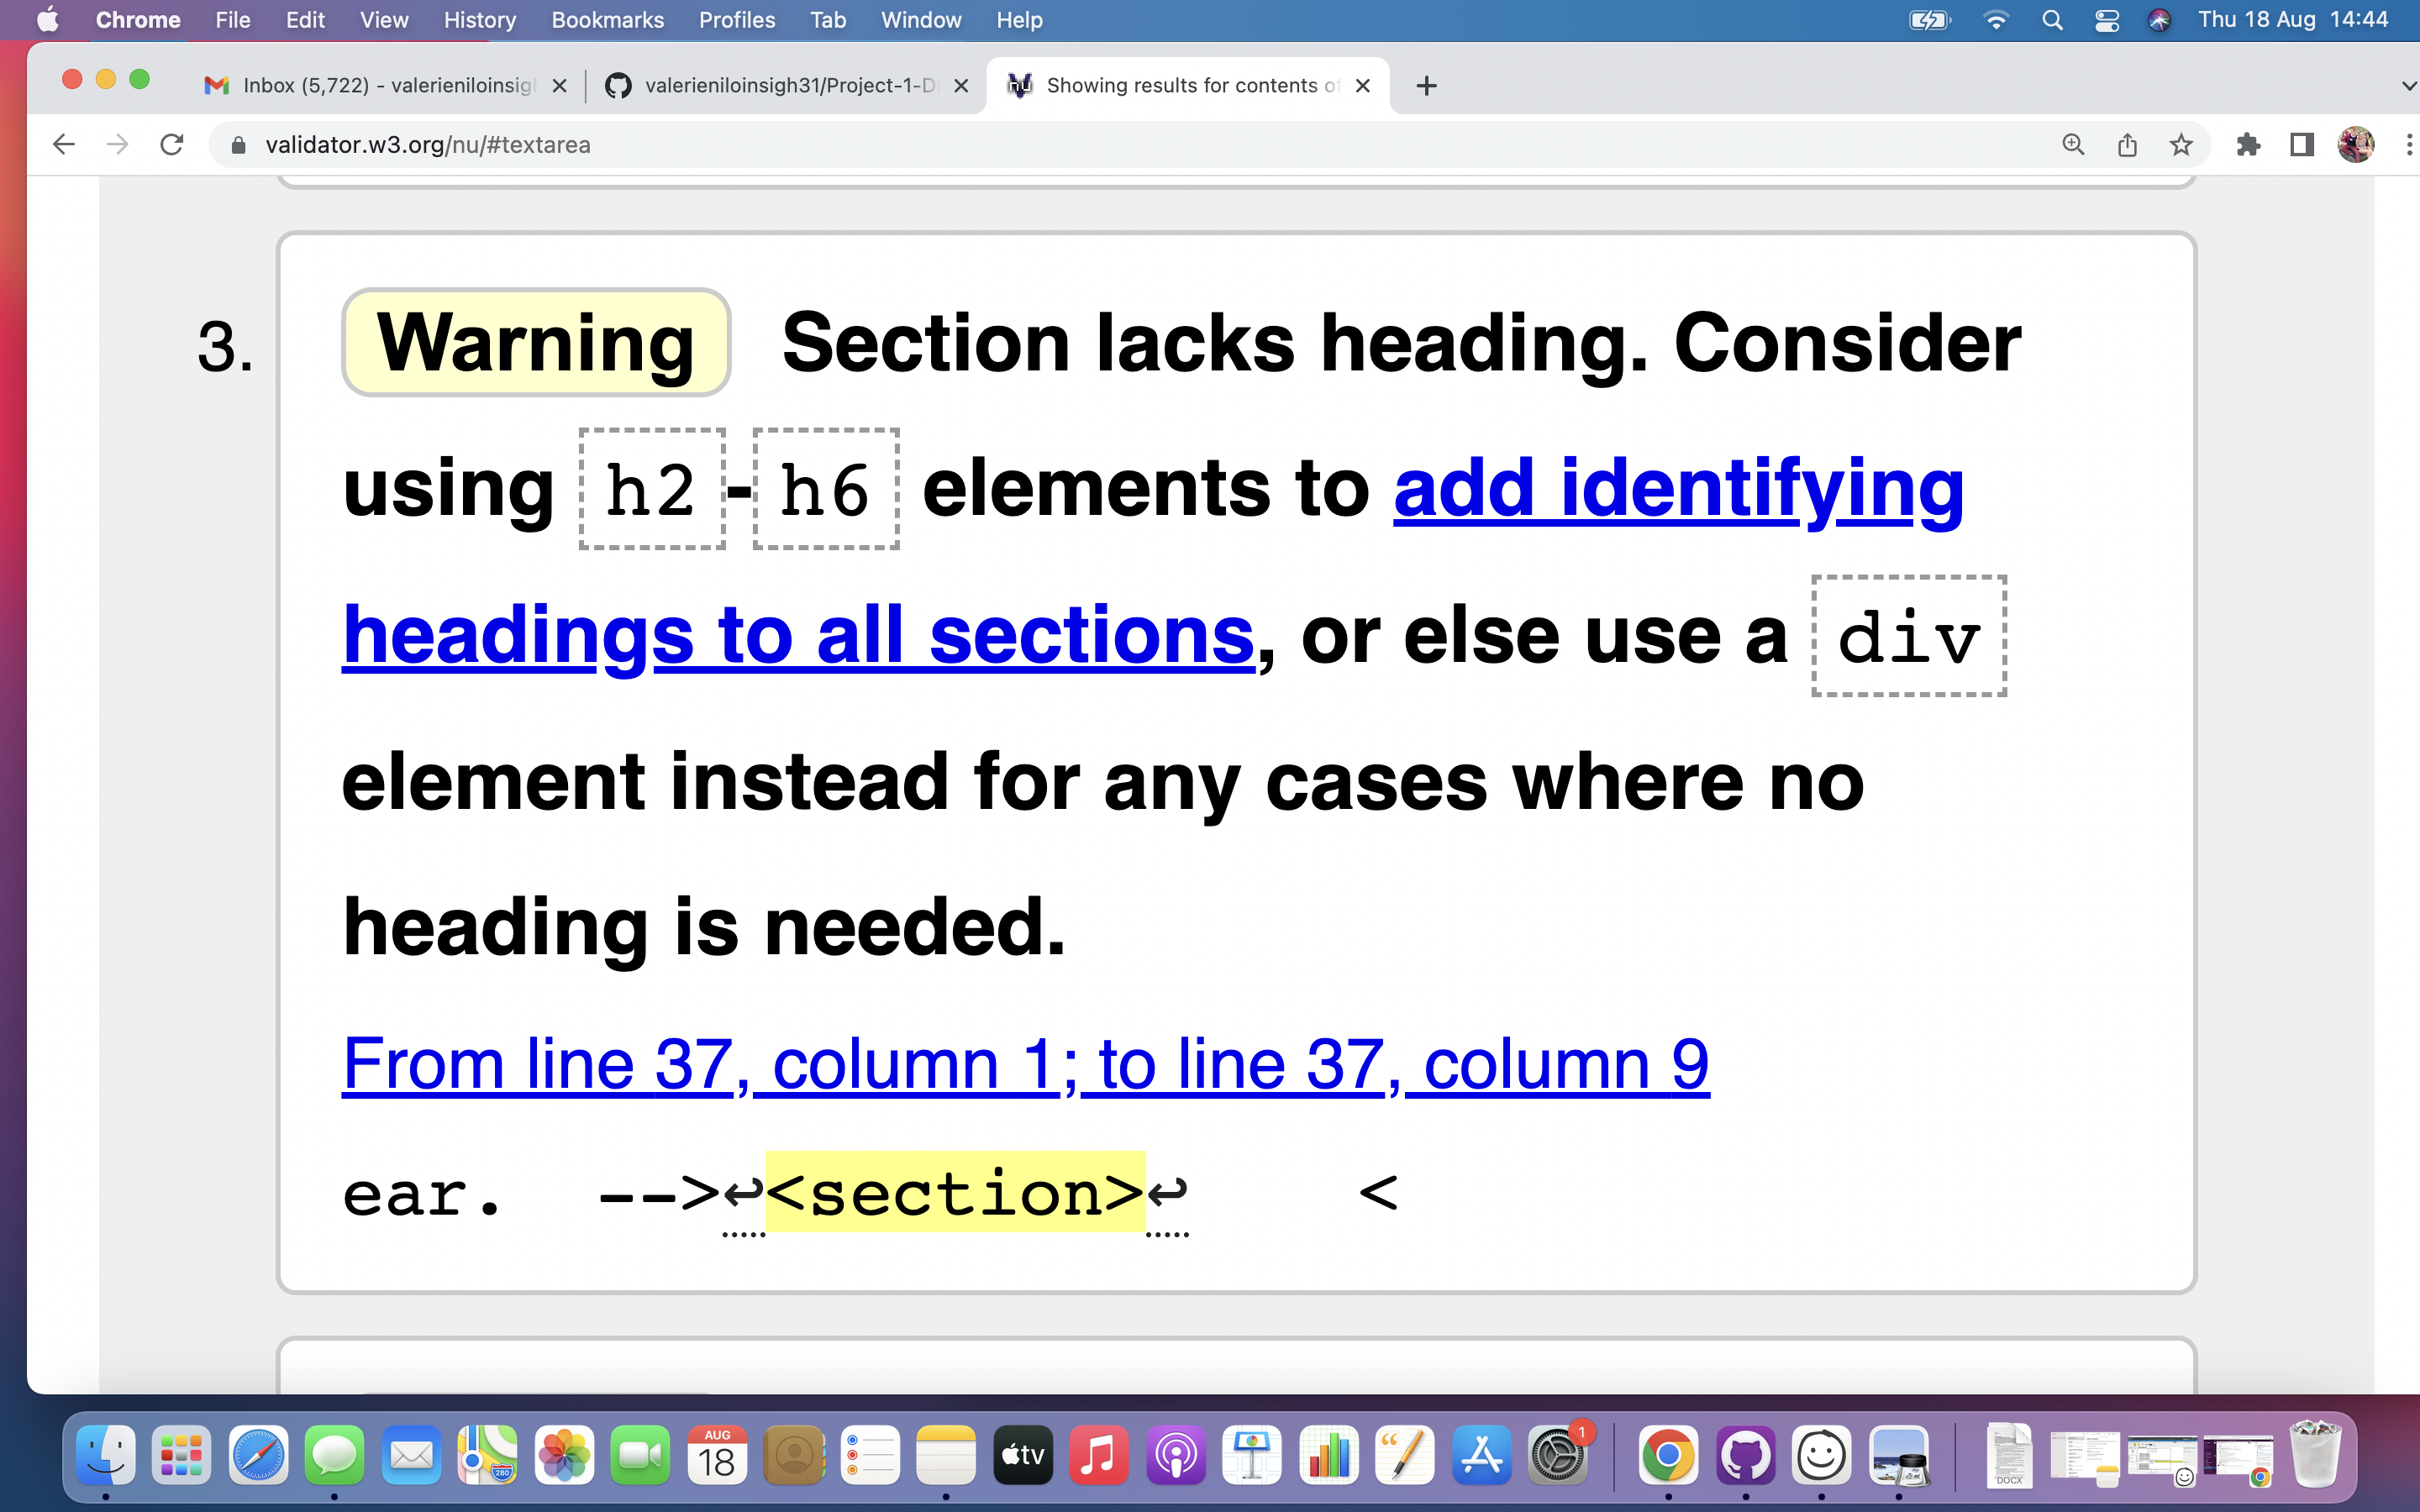 Chrome File Edit View History Bookmarks Profiles Tab Window Help Thu 18 Aug 14:44
Inbox (5,722) - valerieniloinsigh valerieniloinsigh31/Project-1-D Showing results for contents of
validator.w3.org/nu/#textarea
3. Warning Section lacks heading. Consider
using h2-h6 elements to add identifying
headings to all sections, or else use a div
element instead for any cases where no
heading is needed.
From line 37, column 1; to line 37, column 9
ear. -->↩<section>↩ <
AUG
18
tv
280
1
DOCX